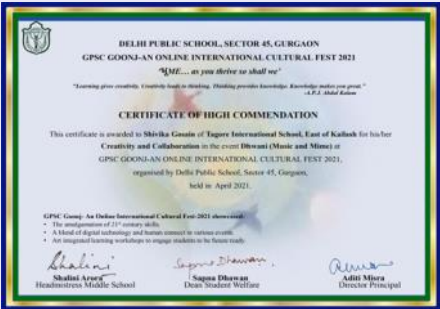 DELHI PUBLIC SCHOOL, SECTOR 45, GURGAON
GPSC GOONJ-AN ONLINE INTERNATIONAL CULTURAL FEST 2021
as you thrive so shall we'
"Learning gives creativity. Creativity leads to thinking. Thinking provides knowledge. Knowledge makes you great."
-A.P.J. Abdul Kalam
CERTIFICATE OF HIGH COMMENDATION
This certificate is awarded to Shivika Gosain of Tagore International School, East of Kailash for his/her
Creativity and Collaboration in the event Dhwani (Music and Mime) at
GPSC GOONJ-AN ONLINE INTERNATIONAL CULTURAL FEST 2021,
organised by Delhi Public School, Sector 45, Gurgaon,
held in April 2021.
GPSC Goonj- An Online International Cultural Fest-2021 showcased:
• The amalgamation of 21st century skills.
• A blend of digital technology and human connect in various events.
• Art integrated learning workshops to engage students to be future ready.
Shalini Sapna Dhawan
Shalini Arora Sapna Dhawan Aditi Misra
Headmistress Middle School Dean Student Welfare Director Principal